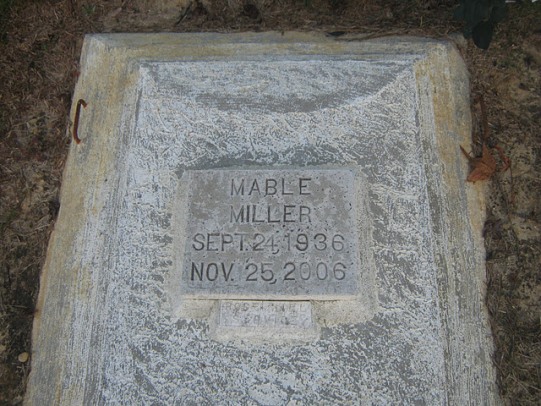 MABLE
MILLER
SEPT.24,1936
NOV. 25,2006